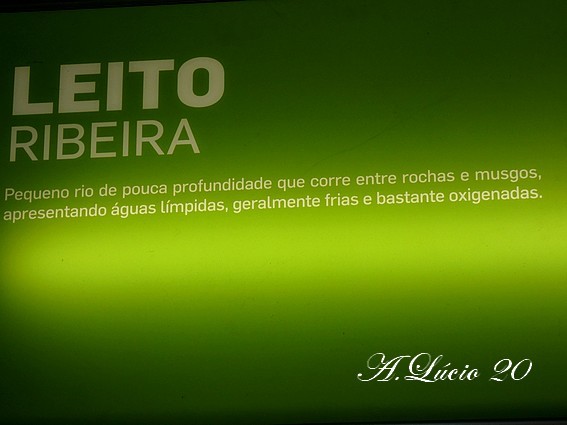 LEITO
RIBEIRA
Pequeno rio de pouca profundidade que corre entre rochas e musgos,
apresentando águas límpidas, geralmente frias e bastante oxigenadas.
A.Lúcio 20